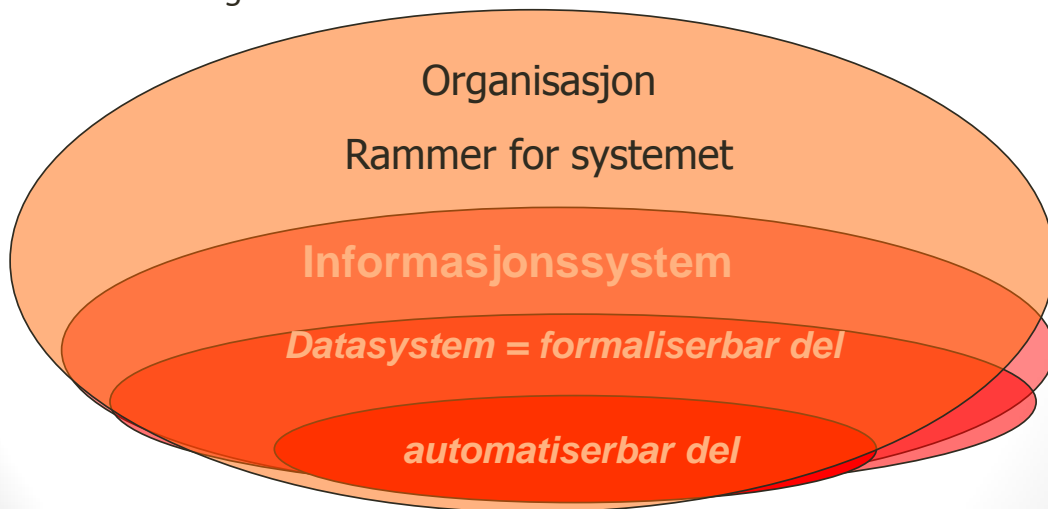 Organisasjon
Rammer for systemet
Informasjonssystem
Datasystem = formaliserbar del
automatiserbar del